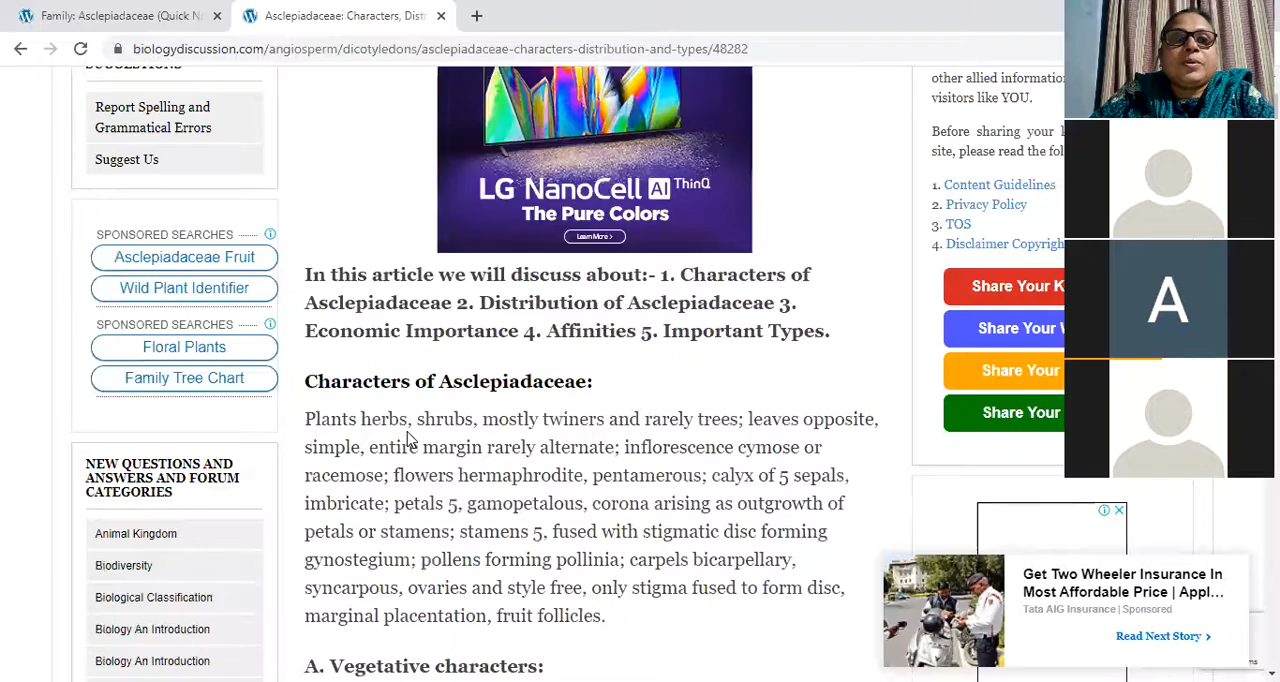 Family: Asclepiadaceae (Quick N
Asclepiadaceae: Characters, Distr
biologydiscussion.com/angiosperm/dicotyledons/asclepiadaceae-characters-distribution-and-types/48282
SUGGESTIONS
Report Spelling and
Grammatical Errors
Suggest Us
SPONSORED SEARCHES
Asclepiadaceae Fruit
Wild Plant Identifier
SPONSORED SEARCHES
Floral Plants
Family Tree Chart
NEW QUESTIONS AND
ANSWERS AND FORUM
CATEGORIES
Animal Kingdom
Biodiversity
Biological Classification
Biology An Introduction
Biology An Introduction
LG NanoCell AI ThinQ
The Pure Colors
Learn More >
In this article we will discuss about:- 1. Characters of
Asclepiadaceae 2. Distribution of Asclepiadaceae 3.
Economic Importance 4. Affinities 5. Important Types.
Characters of Asclepiadaceae:
Plants herbs, shrubs, mostly twiners and rarely trees; leaves opposite,
simple, entire margin rarely alternate; inflorescence cymose or
racemose; flowers hermaphrodite, pentamerous; calyx of 5 sepals,
imbricate; petals 5, gamopetalous, corona arising as outgrowth of
petals or stamens; stamens 5, fused with stigmatic disc forming
gynostegium; pollens forming pollinia; carpels bicarpellary,
syncarpous, ovaries and style free, only stigma fused to form disc,
marginal placentation, fruit follicles.
A. Vegetative characters:
other allied information
visitors like YOU.
Before sharing your k
site, please read the fol
1. Content Guidelines
2. Privacy Policy
3. TOS
4. Disclaimer Copyrigh
Share Your K
Share Your W
Share Your
Share Your
A
Get Two Wheeler Insurance In
Most Affordable Price | Appl...
Tata AIG Insurance | Sponsored
Read Next Story >